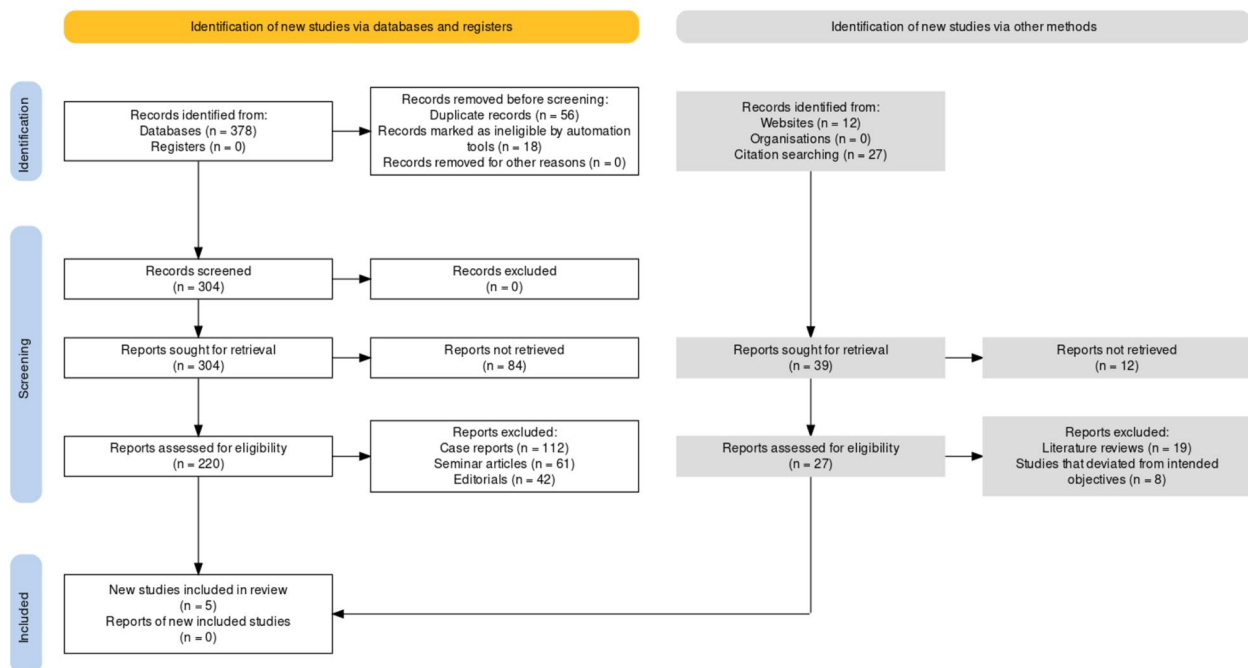 Identification of new studies via databases and registers
Identification of new studies via other methods
Identification
Records identified from:
Databases (n = 378)
Registers (n = 0)
Records removed before screening:
Duplicate records (n = 56)
Records marked as ineligible by automation
tools (n = 18)
Records removed for other reasons (n = 0)
Records identified from:
Websites (n = 12)
Organisations (n = 0)
Citation searching (n = 27)
Screening
Records screened
(n = 304)
Records excluded
(n = 0)
Reports sought for retrieval
(n = 304)
Reports not retrieved
(n = 84)
Reports sought for retrieval
(n = 39)
Reports not retrieved
(n = 12)
Reports assessed for eligibility
(n = 220)
Reports excluded:
Case reports (n = 112)
Seminar articles (n = 61)
Editorials (n = 42)
Reports assessed for eligibility
(n = 27)
Reports excluded:
Literature reviews (n = 19)
Studies that deviated from intended
objectives (n = 8)
Included
New studies included in review
(n = 5)
Reports of new included studies
(n = 0)